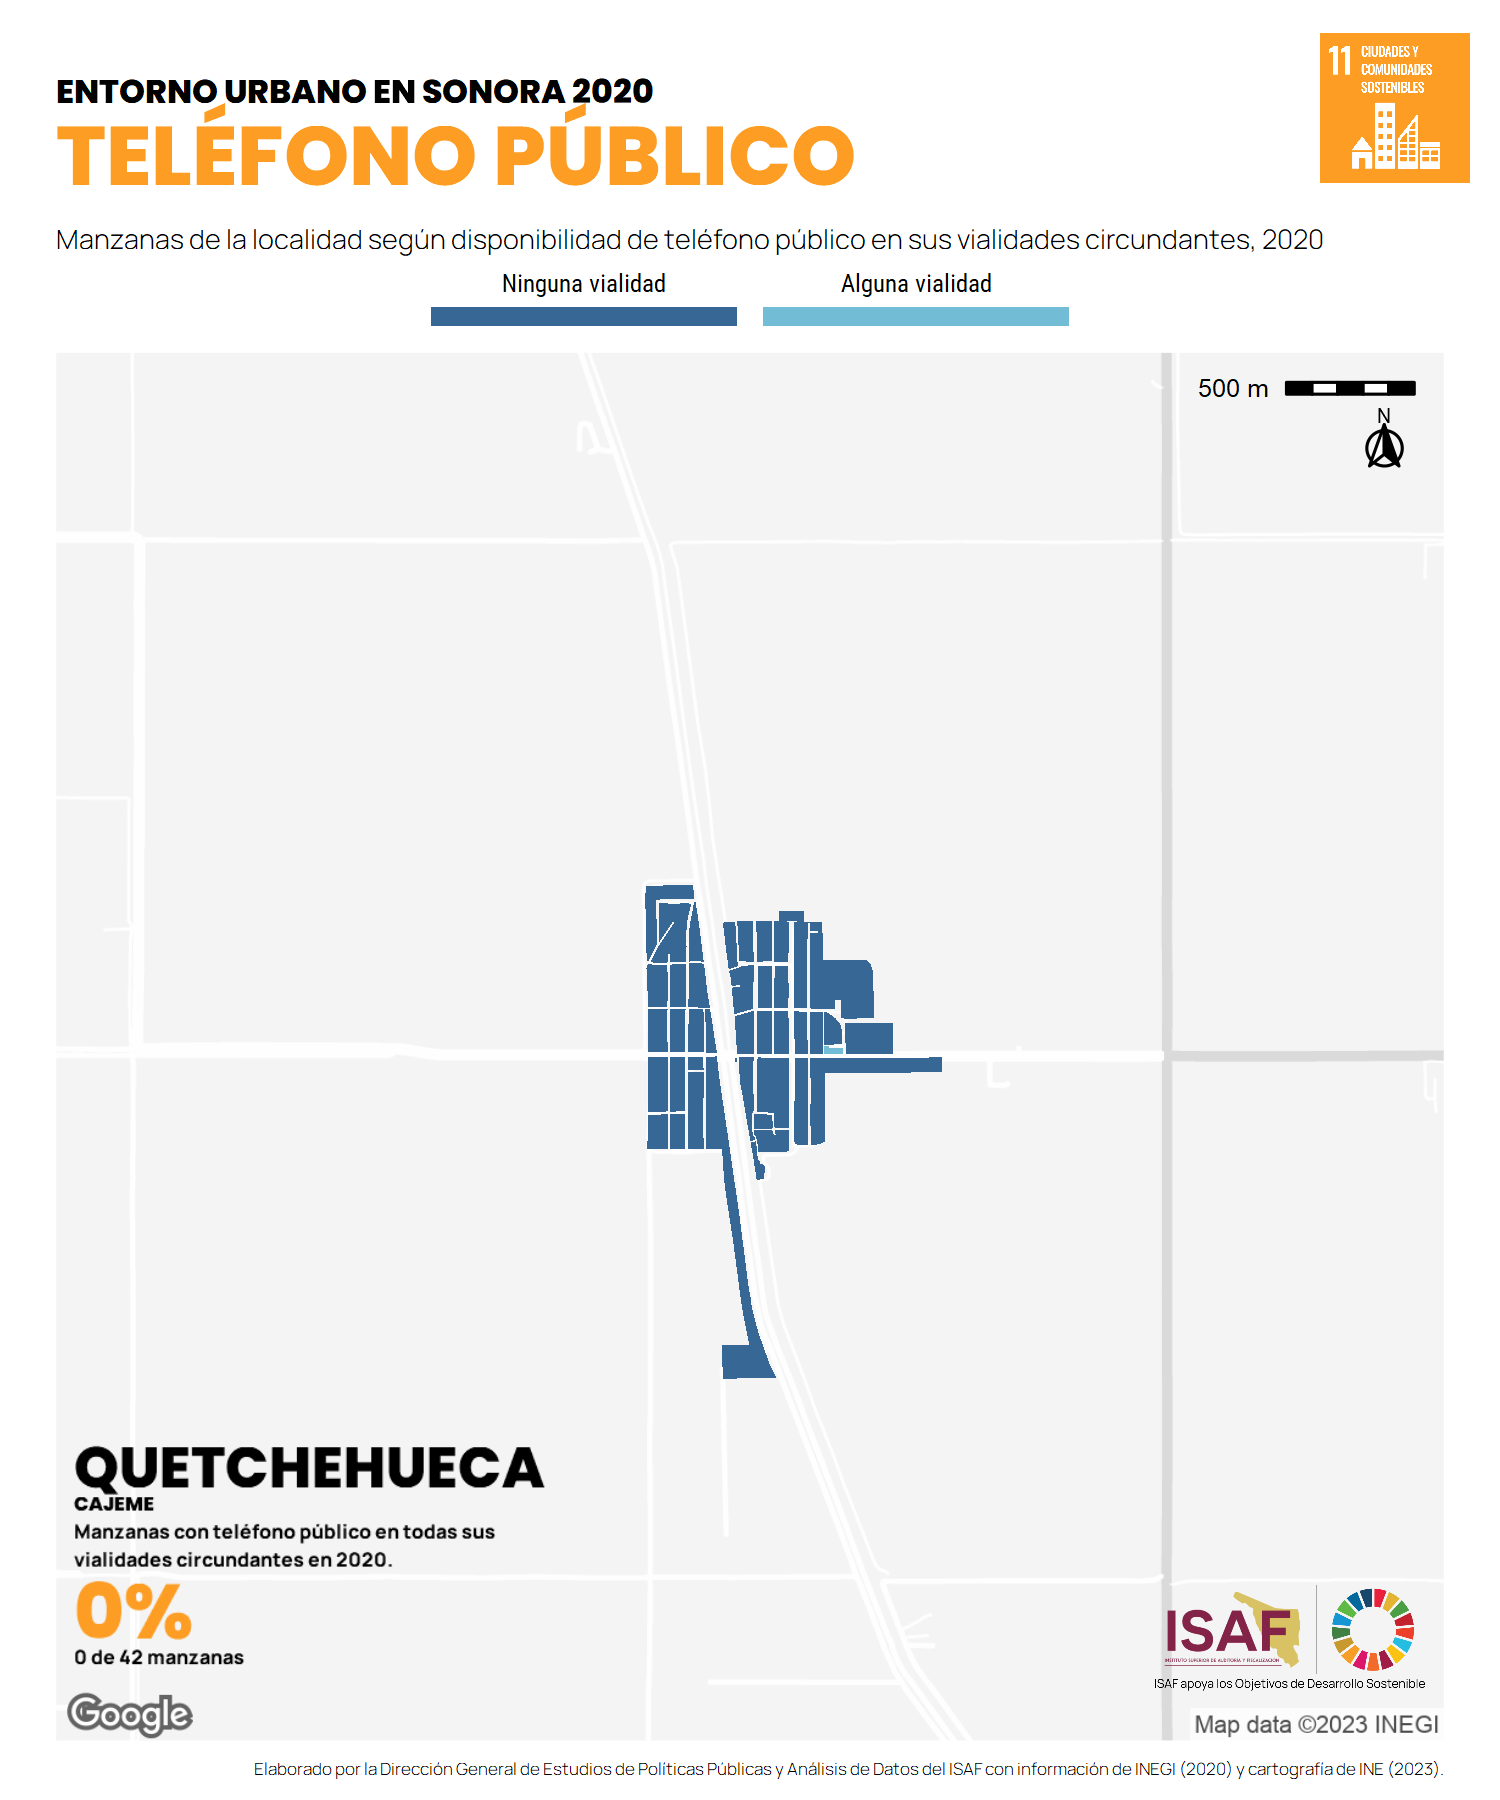 ENTORNO URBANO EN SONORA 2020
TELÉFONO PÚBLICO
11 CIUDADES Y
COMUNIDADES
SOSTENIBLES
Manzanas de la localidad según disponibilidad de teléfono público en sus vialidades circundantes, 2020
Ninguna vialidad
Alguna vialidad
500 m
N
QUETCHEHUECA
CAJEME
Manzanas con teléfono público en todas sus
vialidades circundantes en 2020.
0%
0 de 42 manzanas
Google
ISAF
INSTITUTO SUPERIOR DE AUDITORÍA Y FISCALIZACIÓN
ISAF apoya los Objetivos de Desarrollo Sostenible
Map data ©2023 INEGI
Elaborado por la Dirección General de Estudios de Políticas Públicas y Análisis de Datos del ISAF con información de INEGI (2020) y cartografía de INE (2023).